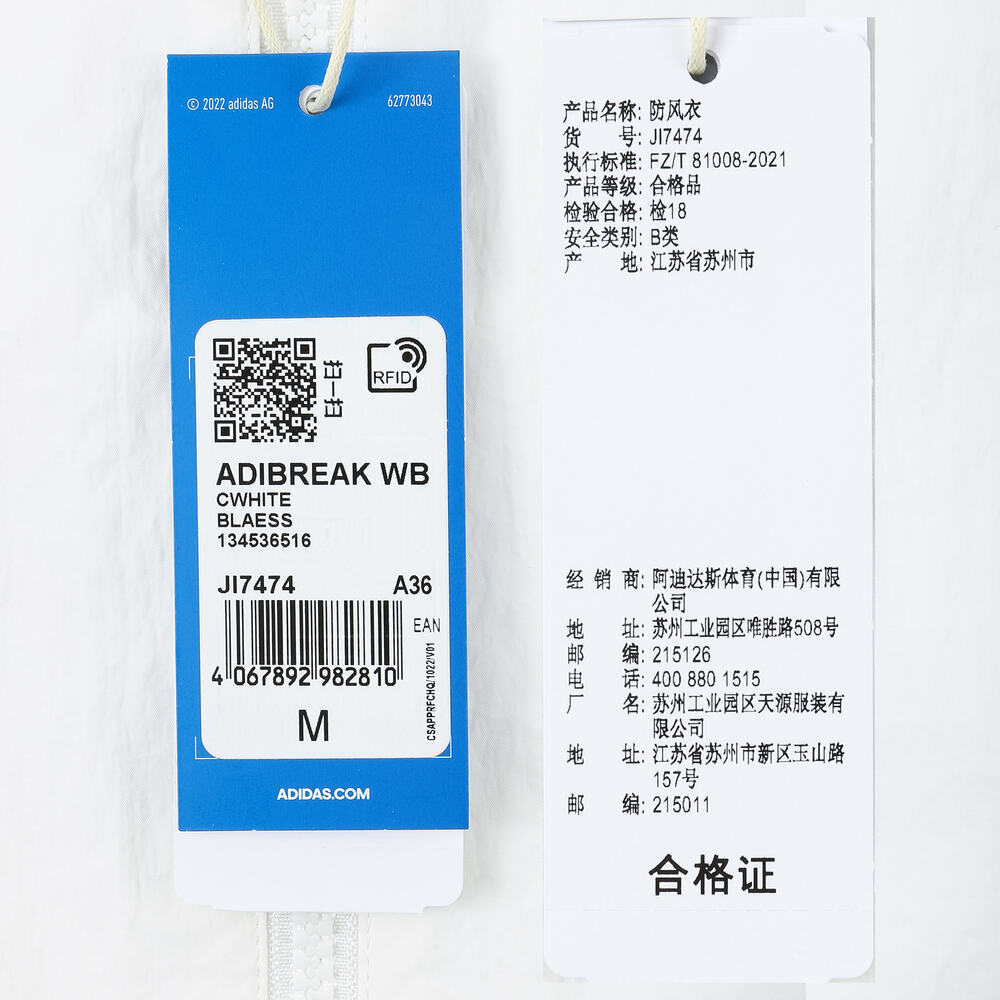 © 2022 adidas AG
62773043
扫一扫
RFID
ADIBREAK WB
CWHITE
BLAESS
134536516
JI7474 A36
EAN
4 067892 982810
CSAPPRFCHQ/1022/V01
M
ADIDAS.COM
产品名称: 防风衣
货 号: JI7474
执行标准: FZ/T 81008-2021
产品等级: 合格品
检验合格: 检18
安全类别: B类
产 地: 江苏省苏州市
经 销 商: 阿迪达斯体育(中国)有限
公司
地 址: 苏州工业园区唯胜路508号
邮 编: 215126
电 话: 400 880 1515
厂 名: 苏州工业园区天源服装有
限公司
地 址: 江苏省苏州市新区玉山路
157号
邮 编: 215011
合格证